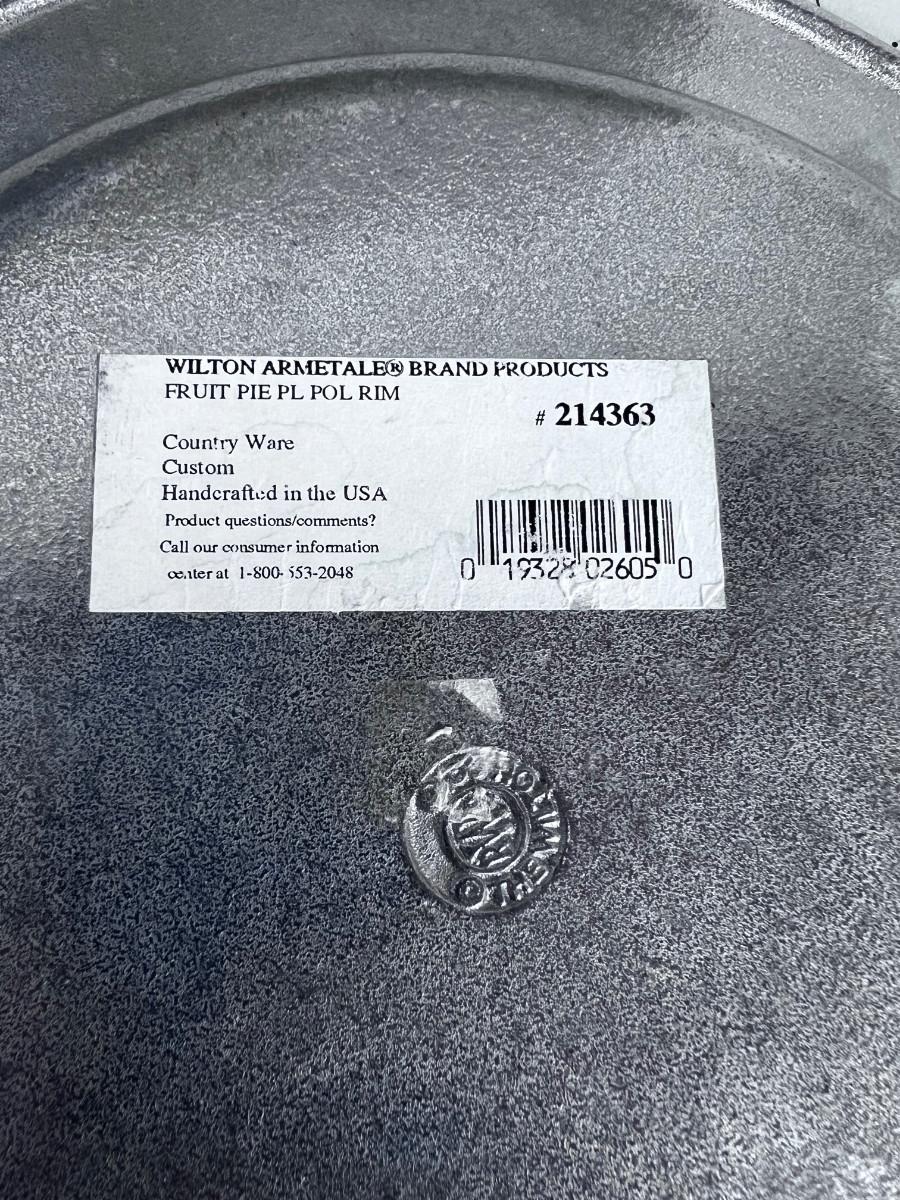 WILTON ARMETALE® BRAND PRODUCTS
FRUIT PIE PL POL RIM
# 214363
Country Ware
Custom
Handcrafted in the USA
Product questions/comments?
Call our consumer information
center at 1-800-553-2048
0 19328 02605 0
RWP
©